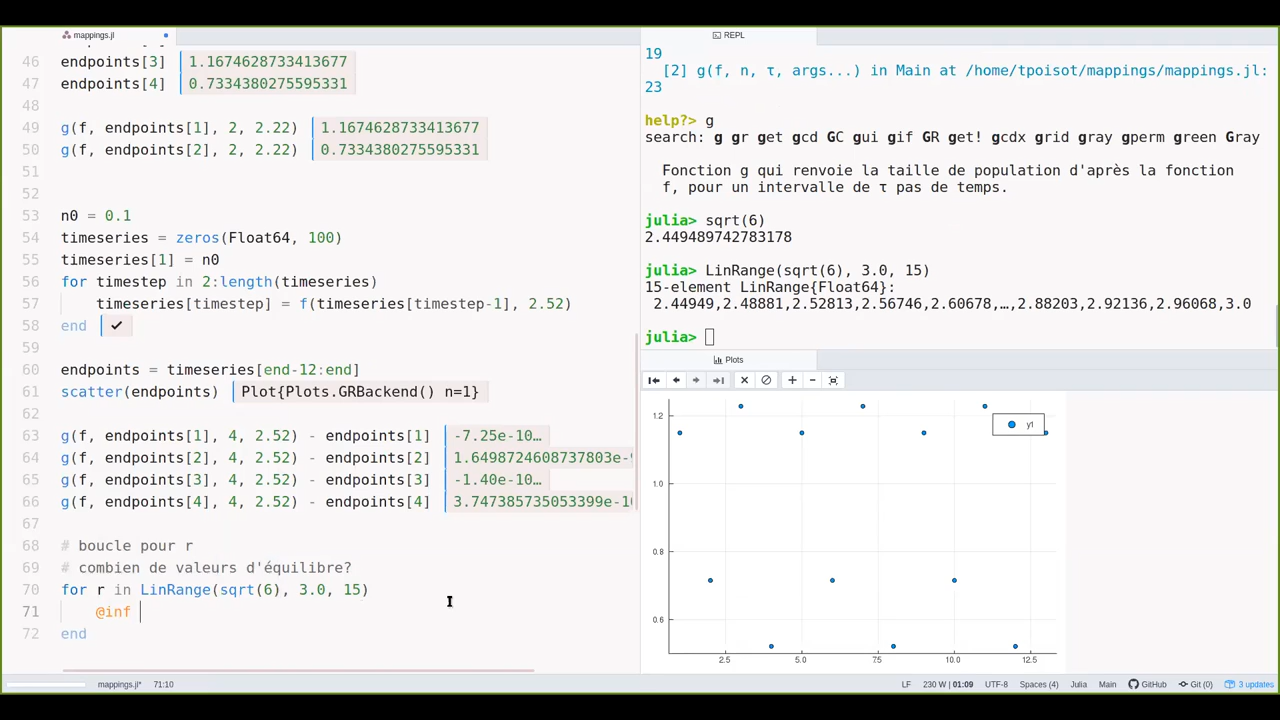 mappings.jl
46 endpoints[3] 1.1674628733413677
47 endpoints[4] 0.7334380275595331
48
49 g(f, endpoints[1], 2, 2.22) 1.1674628733413677
50 g(f, endpoints[2], 2, 2.22) 0.7334380275595331
51
52
53 n0 = 0.1
54 timeseries = zeros(Float64, 100)
55 timeseries[1] = n0
56 for timestep in 2:length(timeseries)
57 timeseries[timestep] = f(timeseries[timestep-1], 2.52)
58 end ✓
59
60 endpoints = timeseries[end-12:end]
61 scatter(endpoints) Plot{Plots.GRBackend() n=1}
62
63 g(f, endpoints[1], 4, 2.52) - endpoints[1] -7.25e-10…
64 g(f, endpoints[2], 4, 2.52) - endpoints[2] 1.6498724608737803e-
65 g(f, endpoints[3], 4, 2.52) - endpoints[3] -1.40e-10…
66 g(f, endpoints[4], 4, 2.52) - endpoints[4] 3.747385735053399e-10
67
68 # boucle pour r
69 # combien de valeurs d'équilibre?
70 for r in LinRange(sqrt(6), 3.0, 15)
71 @inf
72 end
mappings.jl* 71:10
REPL
19
[2] g(f, n, τ, args...) in Main at /home/tpoisot/mappings/mappings.jl:
23
help?> g
search: g gr get gcd GC gui gif GR get! gcdx grid gray gperm green Gray
Fonction g qui renvoie la taille de population d'après la fonction
f, pour un intervalle de τ pas de temps.
julia> sqrt(6)
2.449489742783178
julia> LinRange(sqrt(6), 3.0, 15)
15-element LinRange{Float64}:
2.44949,2.48881,2.52813,2.56746,2.60678,…,2.88203,2.92136,2.96068,3.0
julia>
Plots
1.2
1.0
0.8
0.6
y1
2.5 5.0 7.5 10.0 12.5
LF 230 W | 01:09 UTF-8 Spaces (4) Julia Main GitHub Git (0) 3 updates